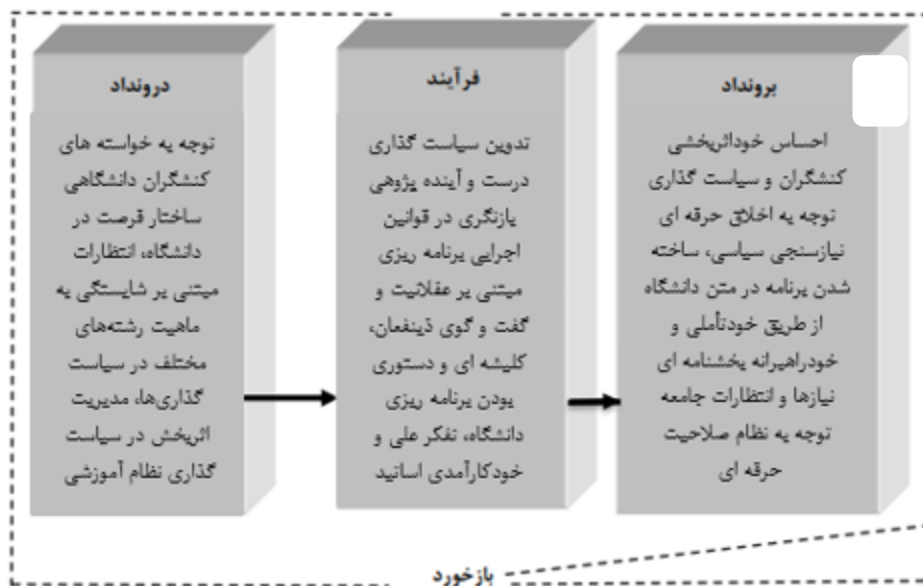 درونداد
توجه به خواسته های
کنشگران دانشگاهی
ساختار فرصت در
دانشگاه، انتظارات
مبتنی بر شایستگی به
ماهیت رشته‌های
مختلف در سیاست
گذاری‌ها، مدیریت
اثربخش در سیاست
گذاری نظام آموزشی
فرآیند
تدوین سیاست گذاری
درست و آینده پژوهی
بازنگری در قوانین
اجرایی برنامه ریزی
مبتنی بر عقلانیت و
گفت و گوی ذینفعان،
کلیشه ای و دستوری
بودن برنامه ریزی
دانشگاه، تفکر علی و
خودکارآمدی اساتید
برونداد
احساس خوداثربخشی
کنشگران و سیاست گذاری
توجه به اخلاق حرفه ای
نیازسنجی سیاسی، ساخته
شدن برنامه در متن دانشگاه
از طریق خودتأملی و
خودراهبرانه بخشنامه ای
نیازها و انتظارات جامعه
توجه به نظام صلاحیت
حرفه ای
بازخورد